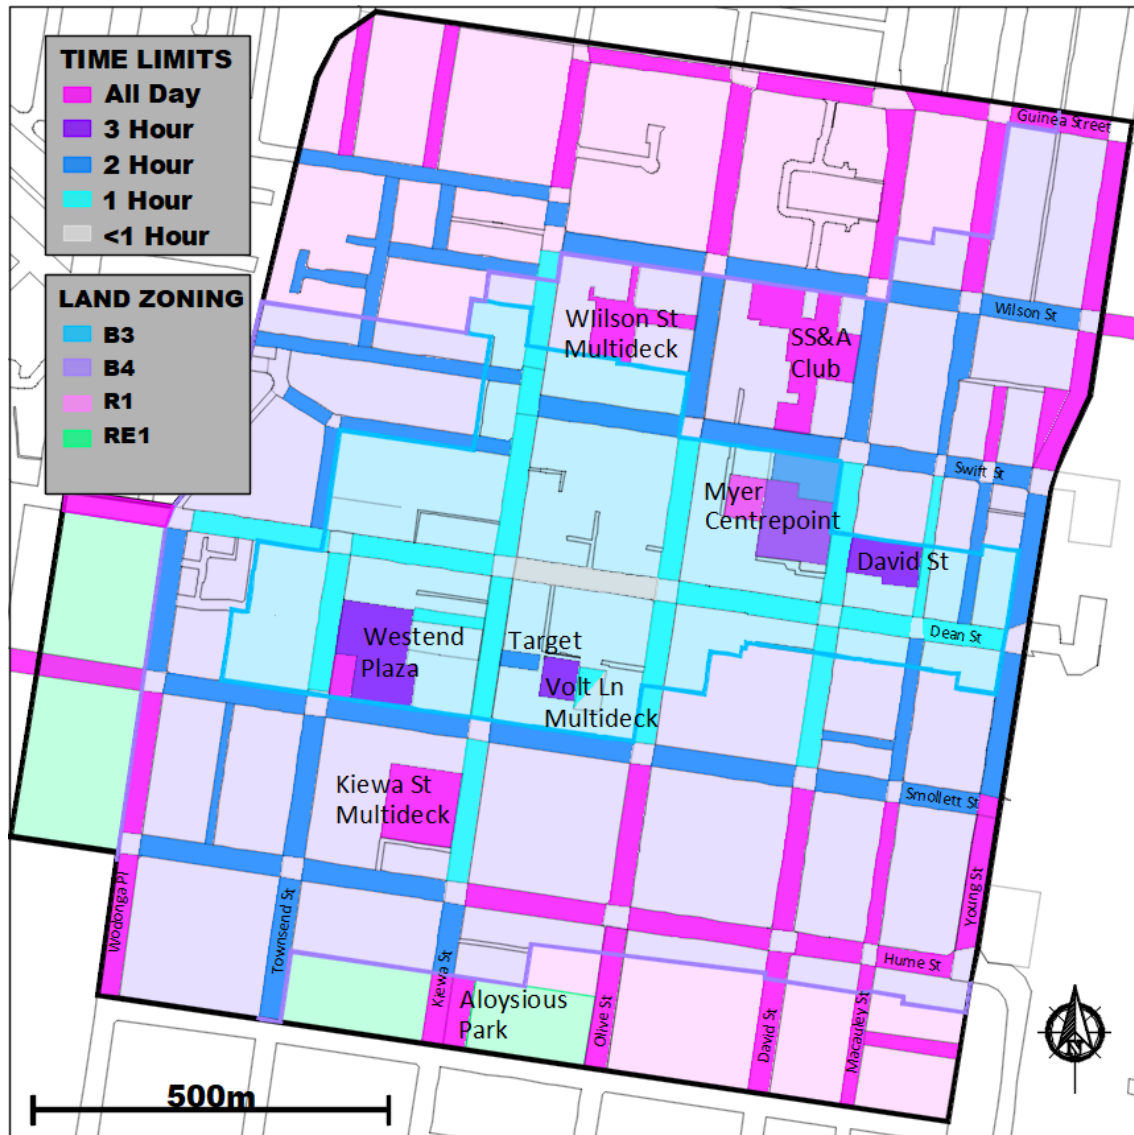 TIME LIMITS
All Day
3 Hour
2 Hour
1 Hour
<1 Hour
LAND ZONING
B3
B4
R1
RE1
Guinea Street
Wilson St
WIilson St
Multideck
SS&A
Club
Swift St
Myer
Centrepoint
David St
Dean St
Westend
Plaza
Target
Volt Ln
Multideck
Kiewa St
Multideck
Smollett St
Wodonga Pl
Townsend St
Kiewa St
Aloysious
Park
Olive St
David St
Macauley St
Hume St
Young St
N
500m